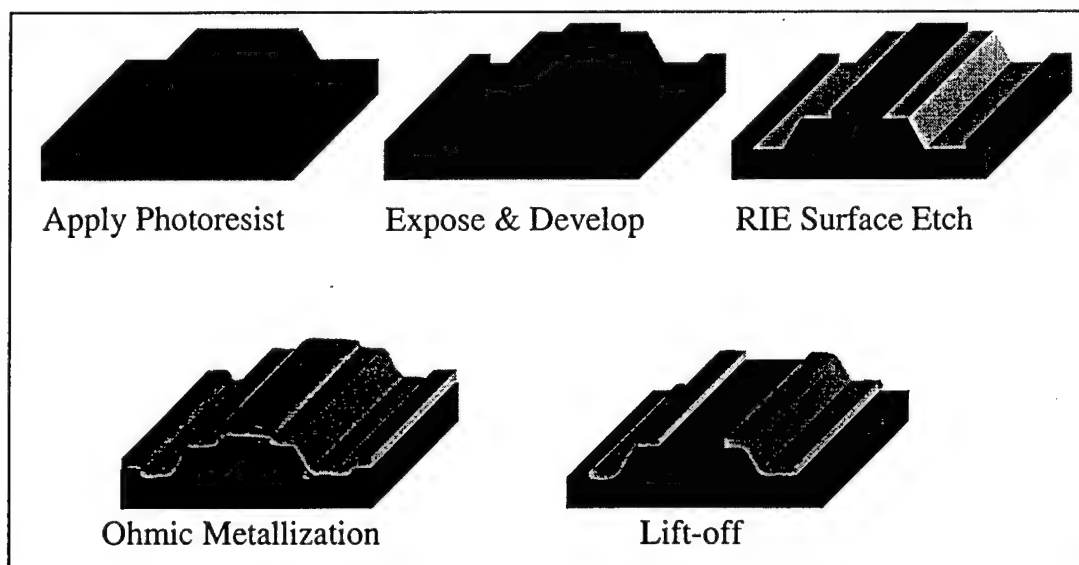 Apply Photoresist
Expose & Develop
RIE Surface Etch
Ohmic Metallization
Lift-off